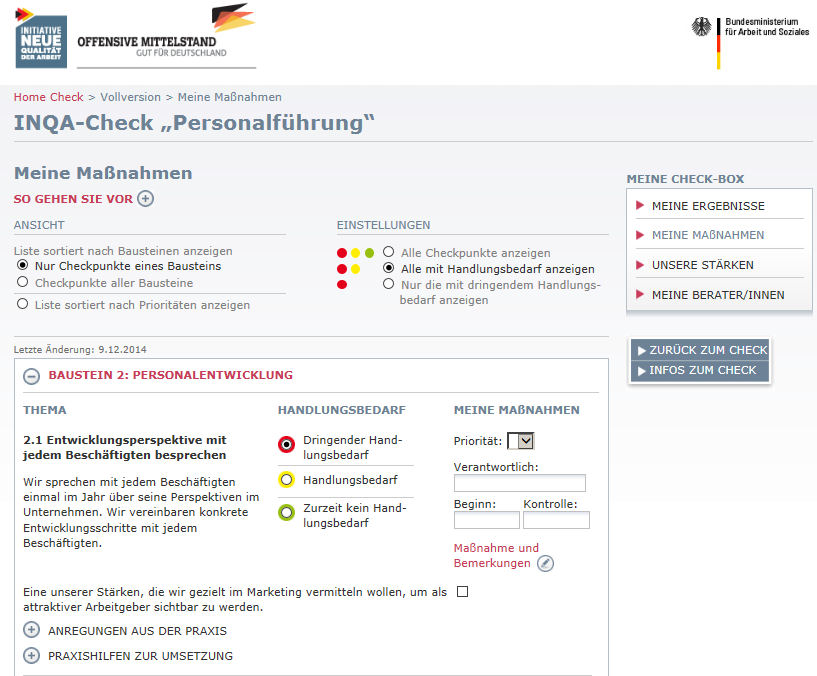 INITIATIVE
NEUE
QUALITÄT
DER ARBEIT
OFFENSIVE MITTELSTAND
GUT FÜR DEUTSCHLAND
Bundesministerium
für Arbeit und Soziales
Home Check > Vollversion > Meine Maßnahmen
INQA-Check „Personalführung“
Meine Maßnahmen
SO GEHEN SIE VOR
ANSICHT
Liste sortiert nach Bausteinen anzeigen
Nur Checkpunkte eines Bausteins
Checkpunkte aller Bausteine
Liste sortiert nach Prioritäten anzeigen
EINSTELLUNGEN
Alle Checkpunkte anzeigen
Alle mit Handlungsbedarf anzeigen
Nur die mit dringendem Handlungs-
bedarf anzeigen
MEINE CHECK-BOX
MEINE ERGEBNISSE
MEINE MAßNAHMEN
UNSERE STÄRKEN
MEINE BERATER/INNEN
ZURÜCK ZUM CHECK
INFOS ZUM CHECK
Letzte Änderung: 9.12.2014
BAUSTEIN 2: PERSONALENTWICKLUNG
THEMA
2.1 Entwicklungsperspektive mit
jedem Beschäftigten besprechen
Wir sprechen mit jedem Beschäftigten
einmal im Jahr über seine Perspektiven im
Unternehmen. Wir vereinbaren konkrete
Entwicklungsschritte mit jedem
Beschäftigten.
HANDLUNGSBEDARF
Dringender Hand-
lungsbedarf
Handlungsbedarf
Zurzeit kein Hand-
lungsbedarf
MEINE MAßNAHMEN
Priorität:
Verantwortlich:
Beginn: Kontrolle:
Maßnahme und
Bemerkungen
Eine unserer Stärken, die wir gezielt im Marketing vermitteln wollen, um als
attraktiver Arbeitgeber sichtbar zu werden.
ANREGUNGEN AUS DER PRAXIS
PRAXISHILFEN ZUR UMSETZUNG